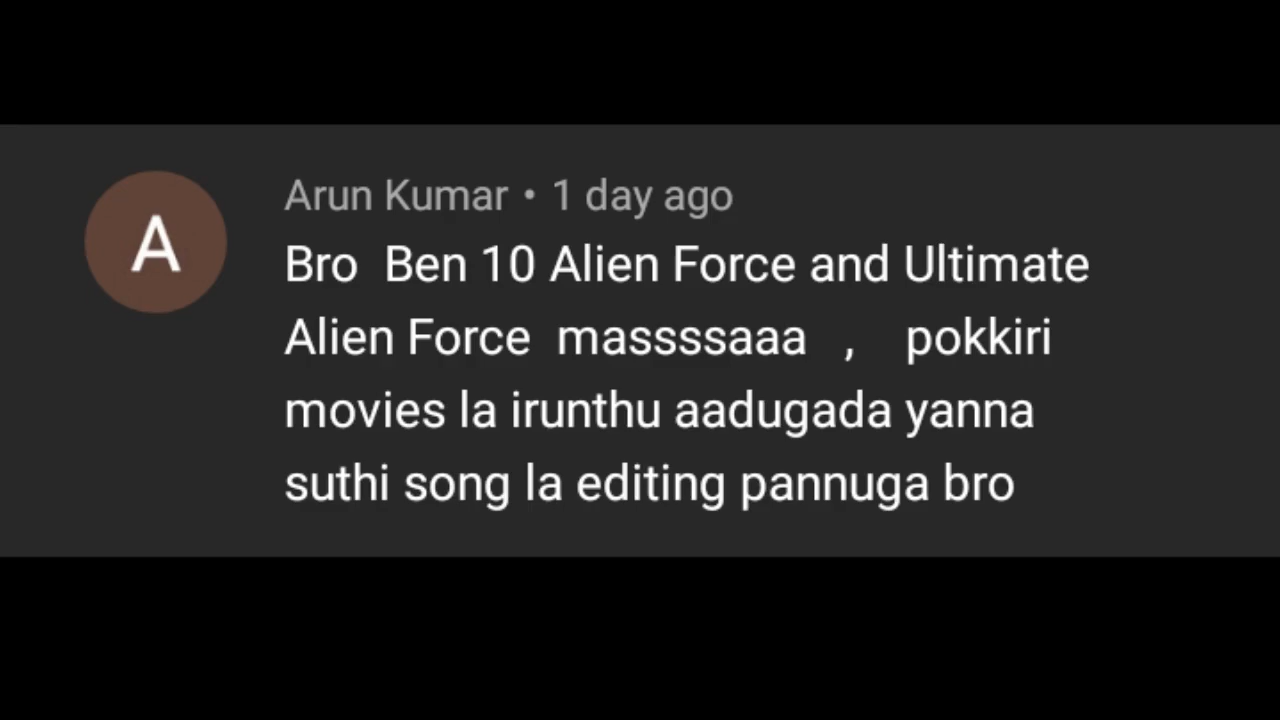 A
Arun Kumar • 1 day ago
Bro Ben 10 Alien Force and Ultimate
Alien Force massssaaa , pokkiri
movies la irunthu aadugada yanna
suthi song la editing pannuga bro